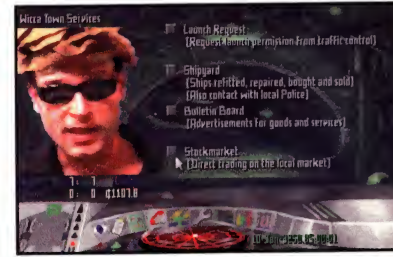 Wicca Town Services
Launch Request
(Request launch permission from traffic control)
Shipyard
(Ships refitted, repaired, bought and sold)
(Also contact with local Police)
Bulletin Board
(Advertisements for goods and services)
Stockmarket
(Direct trading on the local market)